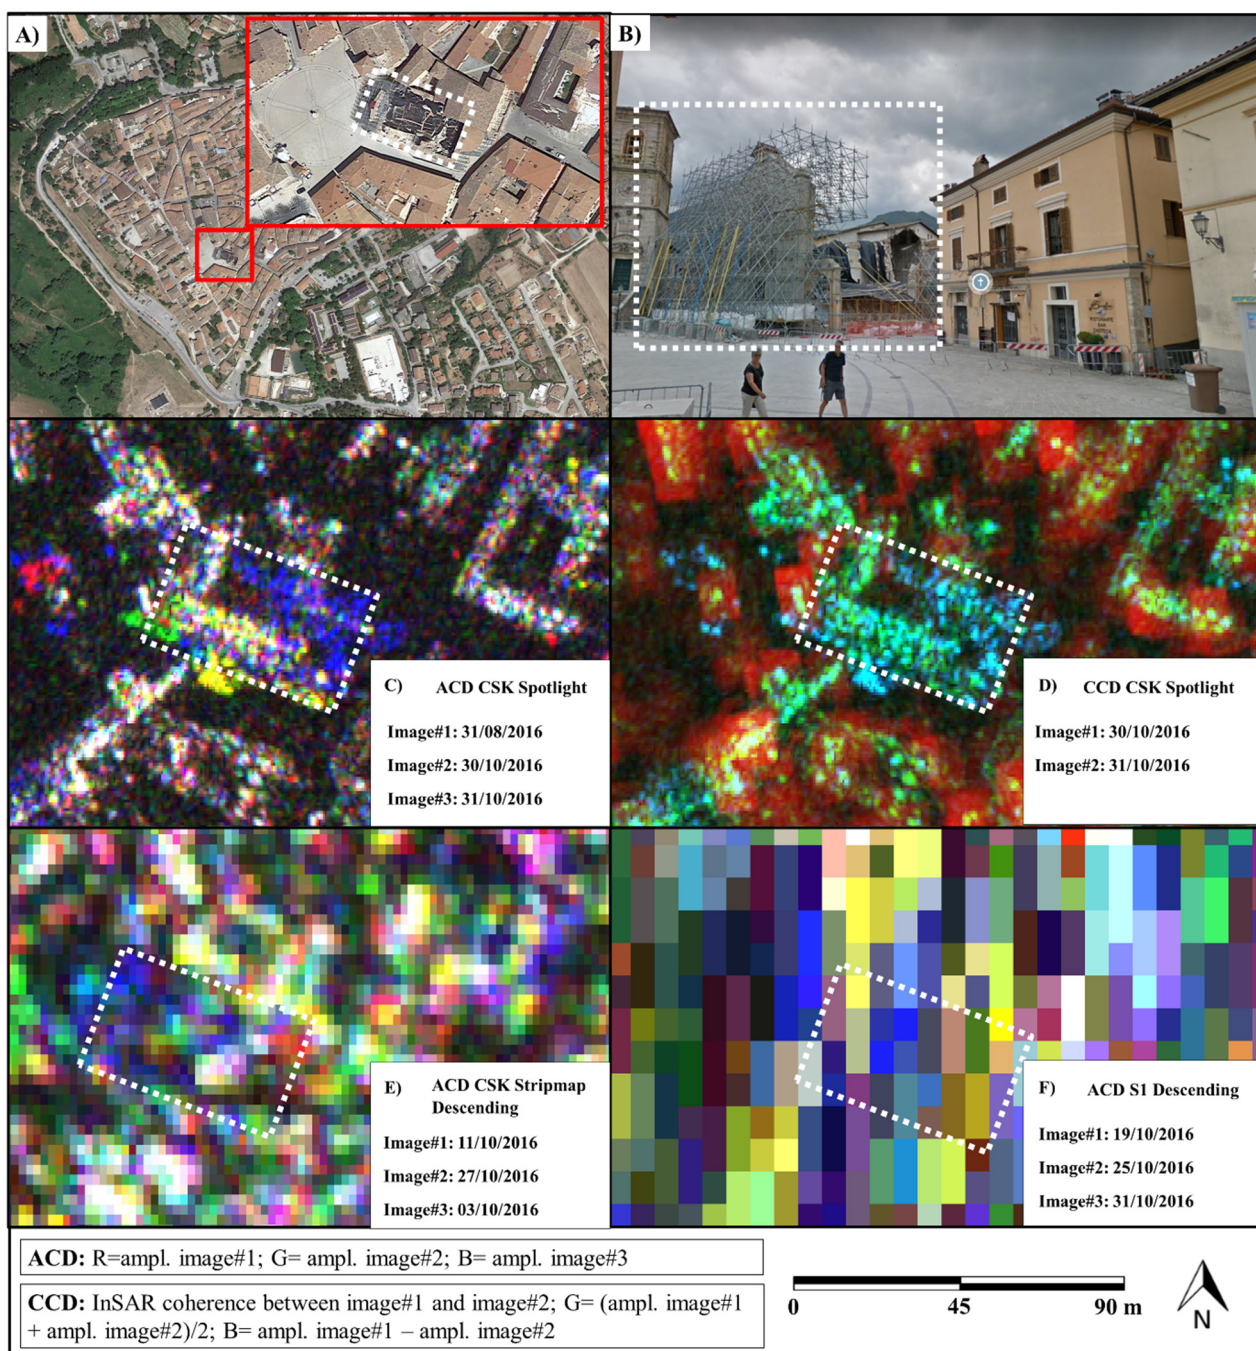 A)
B)
RISTORANTE
BAR
C) ACD CSK Spotlight
Image#1: 31/08/2016
Image#2: 30/10/2016
Image#3: 31/10/2016
D) CCD CSK Spotlight
Image#1: 30/10/2016
Image#2: 31/10/2016
E) ACD CSK Stripmap
Descending
Image#1: 11/10/2016
Image#2: 27/10/2016
Image#3: 03/10/2016
F) ACD S1 Descending
Image#1: 19/10/2016
Image#2: 25/10/2016
Image#3: 31/10/2016
ACD: R=ampl. image#1; G= ampl. image#2; B= ampl. image#3
CCD: InSAR coherence between image#1 and image#2; G= (ampl. image#1
+ ampl. image#2)/2; B= ampl. image#1 – ampl. image#2
0 45 90 m
N